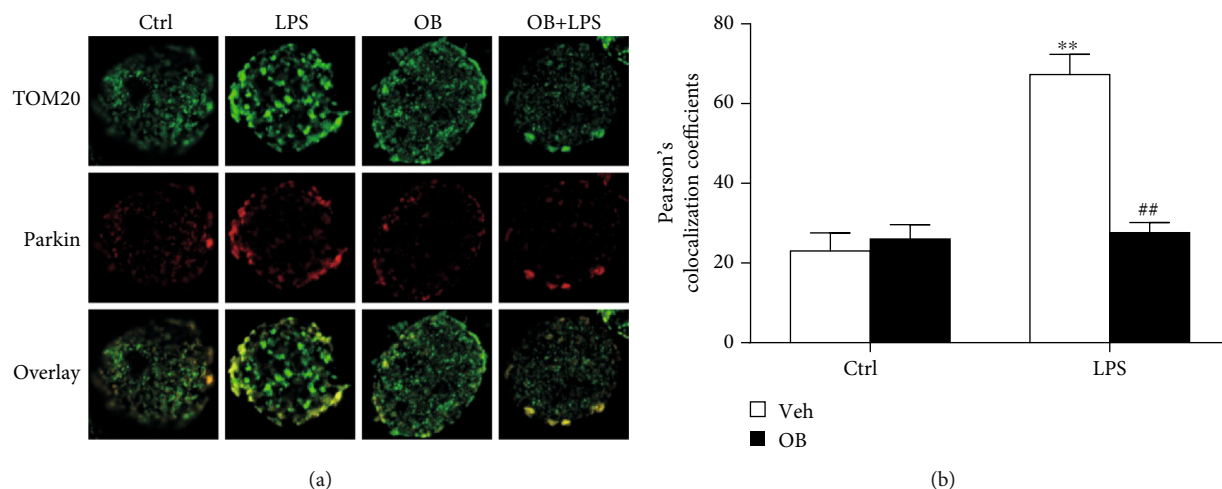 Ctrl LPS OB OB+LPS
TOM20
Parkin
Overlay
(a)
Pearson's
colocalization coefficients
80
60
40
20
0
**
##
Ctrl LPS
Veh
OB
(b)